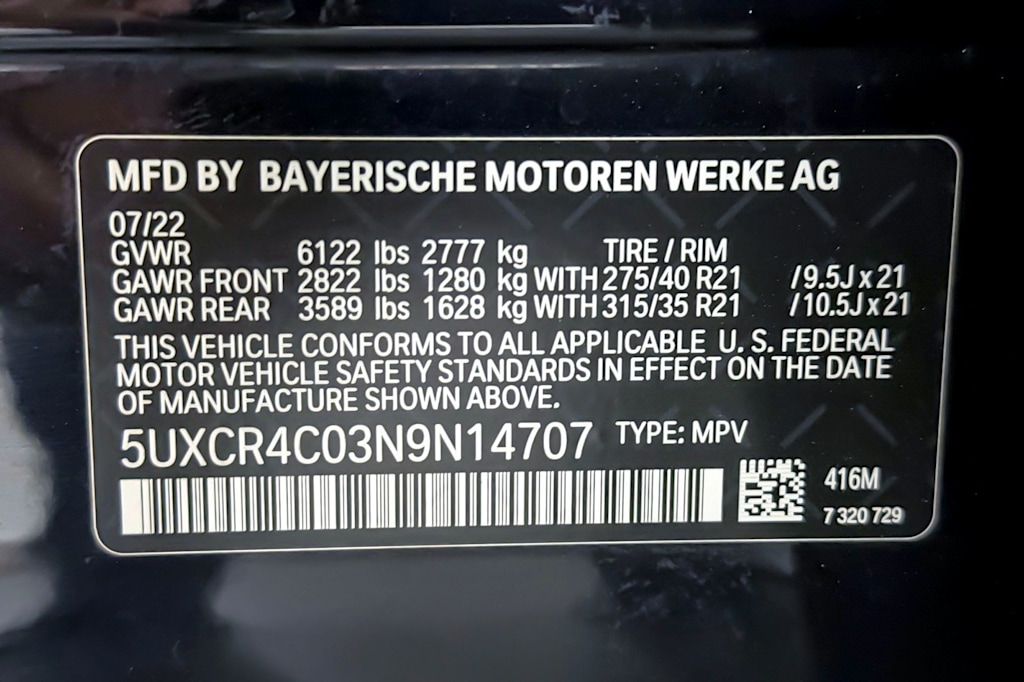 MFD BY BAYERISCHE MOTOREN WERKE AG
07/22
GVWR 6122 lbs 2777 kg TIRE / RIM
GAWR FRONT 2822 lbs 1280 kg WITH 275/40 R21 /9.5J x 21
GAWR REAR 3589 lbs 1628 kg WITH 315/35 R21 /10.5J x 21
THIS VEHICLE CONFORMS TO ALL APPLICABLE U. S. FEDERAL
MOTOR VEHICLE SAFETY STANDARDS IN EFFECT ON THE DATE
OF MANUFACTURE SHOWN ABOVE.
5UXCR4C03N9N14707 TYPE: MPV
416M
7 320 729